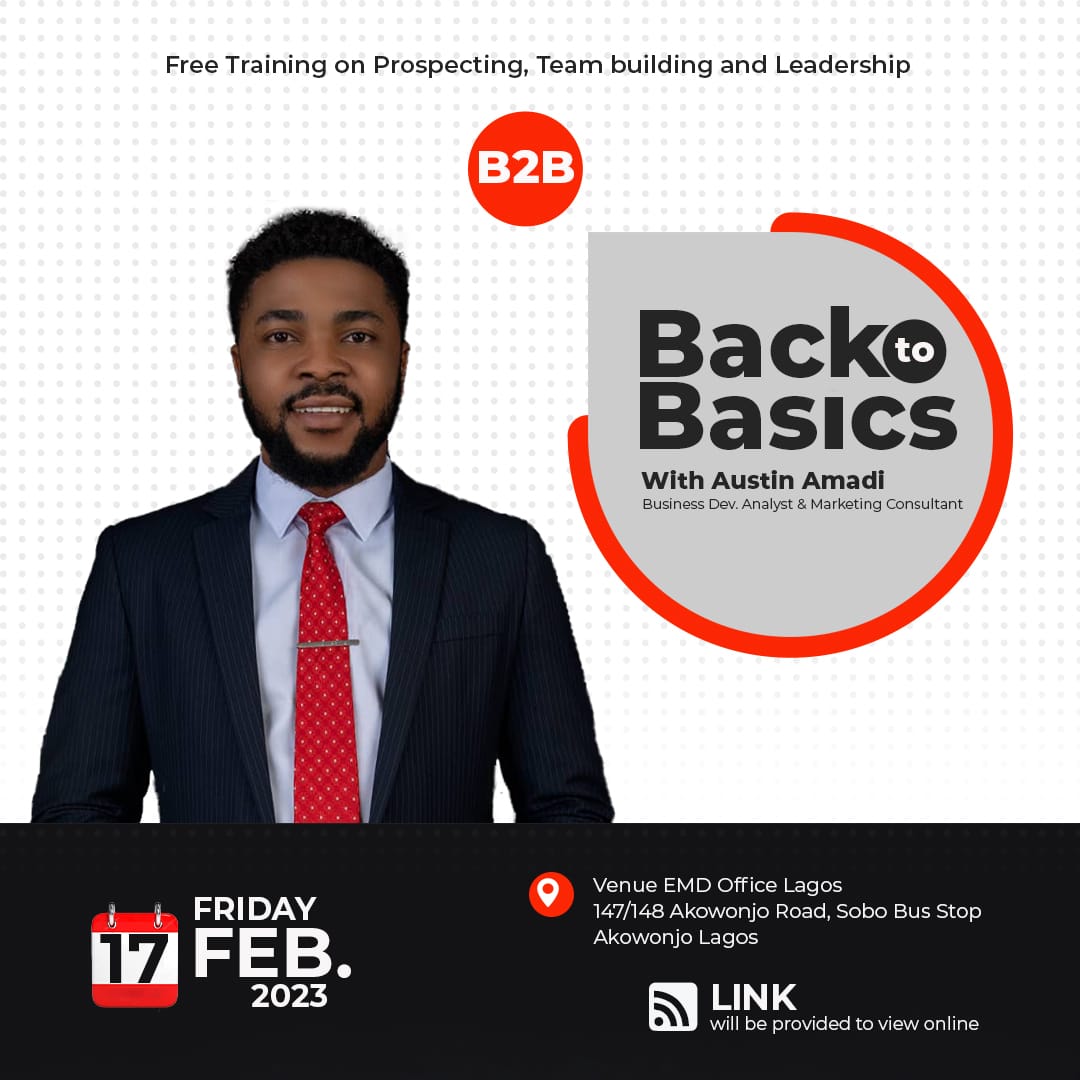 Free Training on Prospecting, Team building and Leadership
B2B
Back to
Basics
With Austin Amadi
Business Dev. Analyst & Marketing Consultant
17
FRIDAY
FEB.
2023
Venue EMD Office Lagos
147/148 Akowonjo Road, Sobo Bus Stop
Akowonjo Lagos
LINK
will be provided to view online